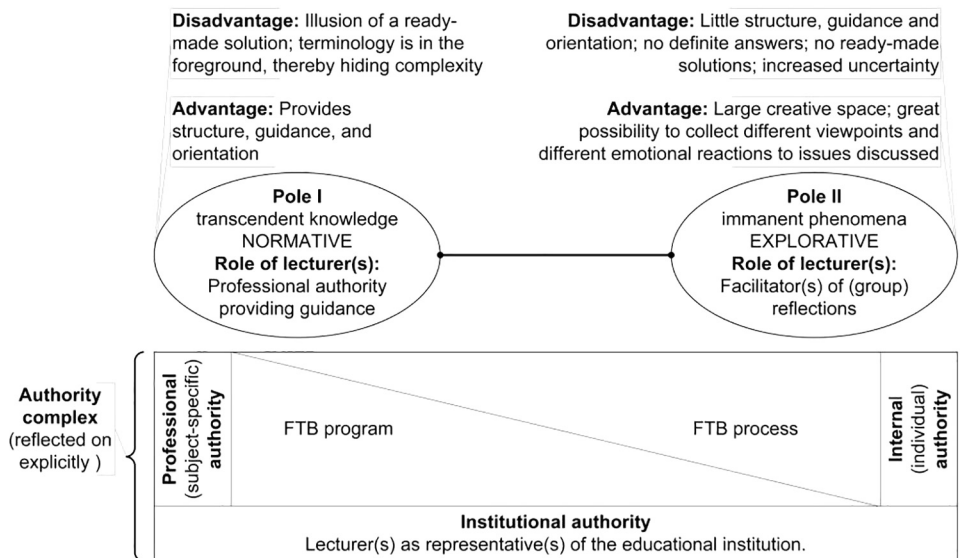 Disadvantage: Illusion of a ready-
made solution; terminology is in the
foreground, thereby hiding complexity
Advantage: Provides
structure, guidance, and
orientation
Disadvantage: Little structure, guidance and
orientation; no definite answers; no ready-made
solutions; increased uncertainty
Advantage: Large creative space; great
possibility to collect different viewpoints and
different emotional reactions to issues discussed
Pole I
transcendent knowledge
NORMATIVE
Role of lecturer(s):
Professional authority
providing guidance
Pole II
immanent phenomena
EXPLORATIVE
Role of lecturer(s):
Facilitator(s) of (group)
reflections
Authority
complex
(reflected on
explicitly )
Professional
(subject-specific)
authority
FTB program
FTB process
Internal
(individual)
authority
Institutional authority
Lecturer(s) as representative(s) of the educational institution.